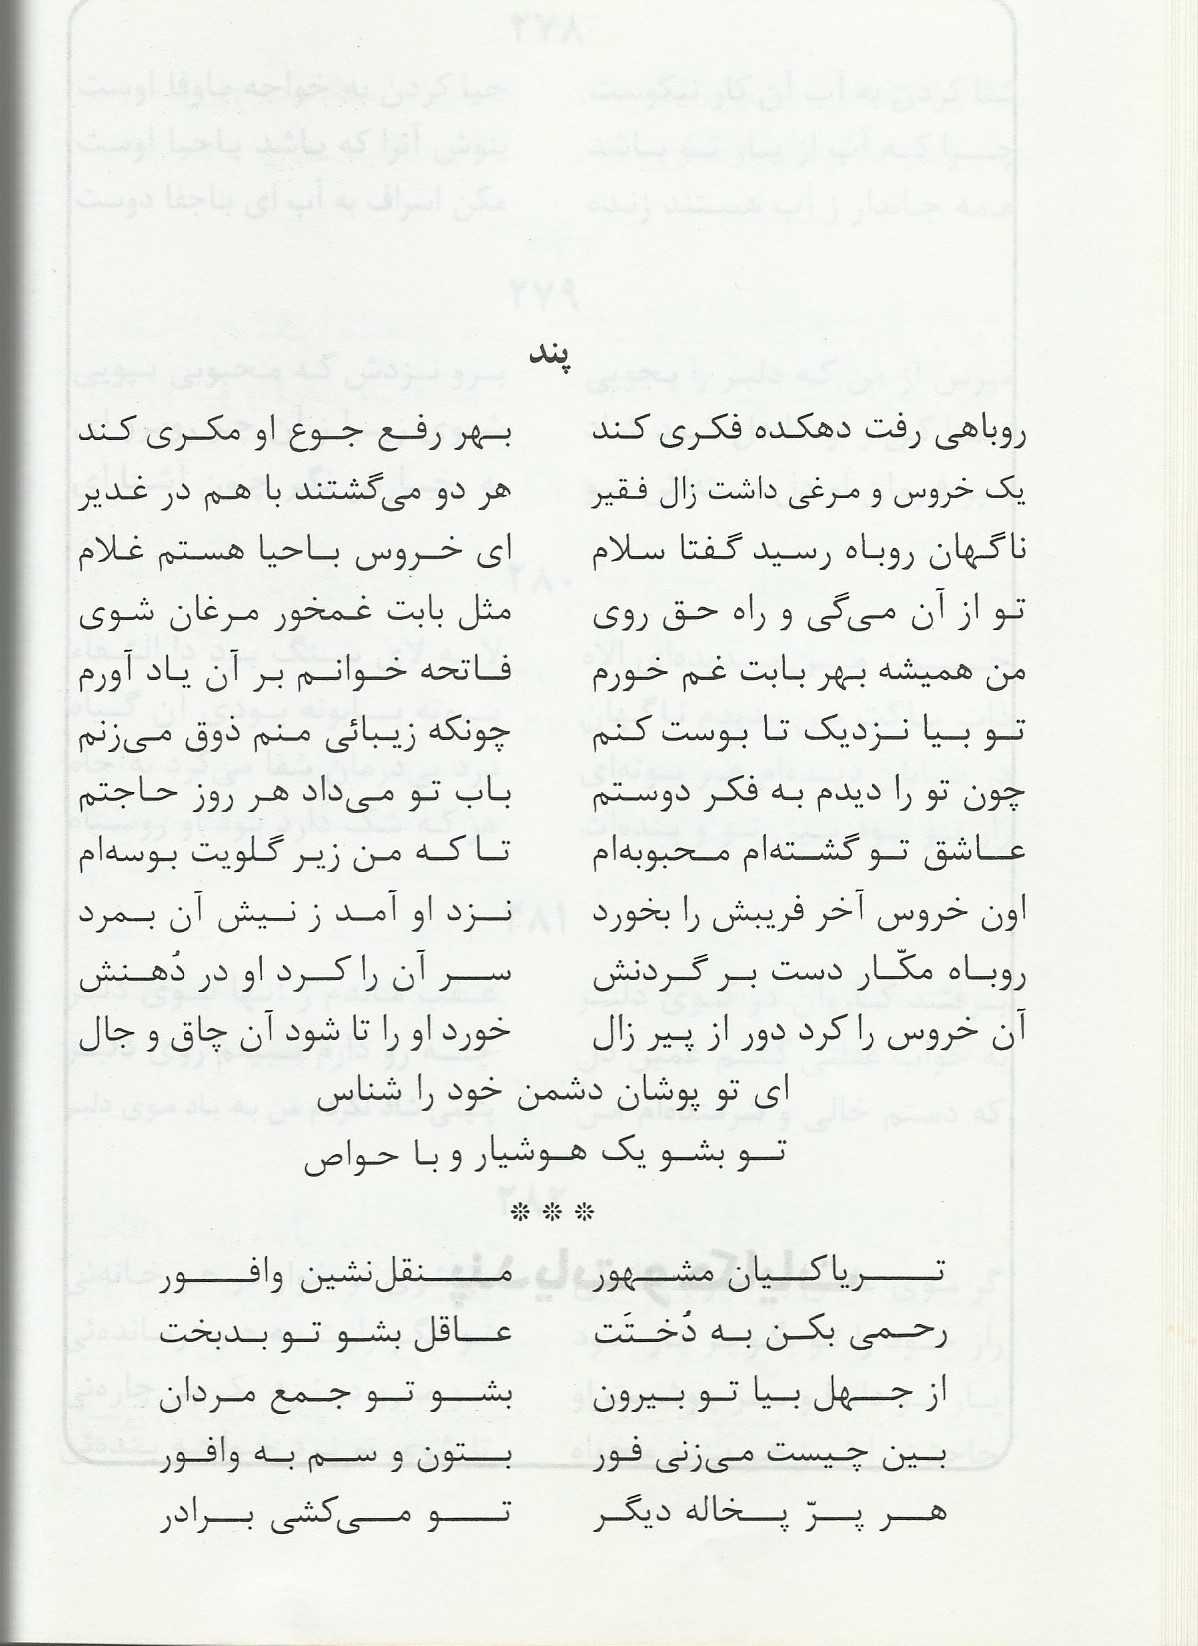 پند
روباهی رفت دهکده فکری کند بهر رفع جوع او مکری کند
یک خروس و مرغی داشت زال فقیر هر دو می‌گشتند با هم در غدیر
ناگهان روباه رسید گفتا سلام ای خروس باحیا هستم غلام
تو از آن می‌گی و راه حق روی مثل بابت غمخور مرغان شوی
من همیشه بهر بابت غم خورم فاتحه خوانم بر آن یاد آورم
تو بیا نزدیک تا بوست کنم چونکه زیبائی منم ذوق می‌زنم
چون تو را دیدم به فکر دوستم باب تو می‌داد هر روز حاجتم
عاشق تو گشته‌ام محبوبه‌ام تا که من زیر گلویت بوسه‌ام
اون خروس آخر فریبش را بخورد نزد او آمد ز نیش آن بمرد
روباه مکّار دست بر گردنش سر آن را کرد او در دُهنش
آن خروس را کرد دور از پیر زال خورد او را تا شود آن چاق و جال
ای تو پوشان دشمن خود را شناس
تو بشو یک هوشیار و با حواص
❊ ❊ ❊
تریاکیان مشهور منقل‌نشین وافور
رحمی بکن به دُختَت عاقل بشو تو بدبخت
از جهل بیا تو بیرون بشو تو جمع مردان
بین چیست می‌زنی فور بتون و سم به وافور
هر پرّ پخاله دیگر تو می‌کشی برادر